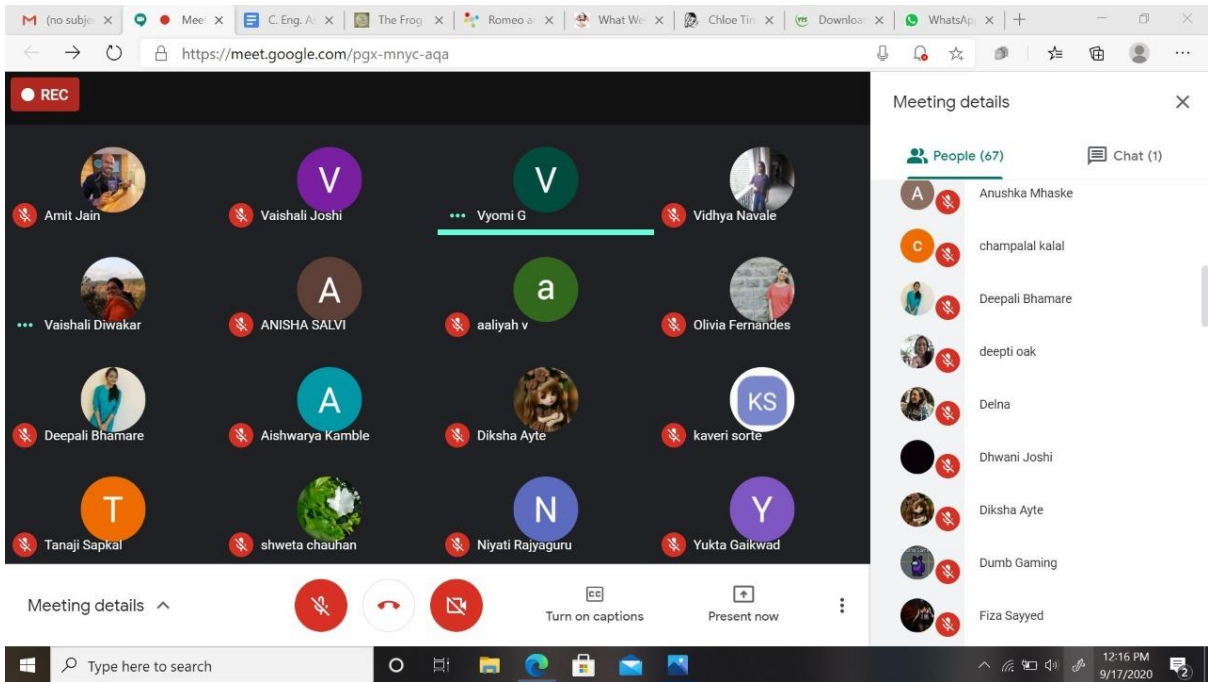 M (no subje
Mee
C. Eng. A
The Frog
Romeo a
What We
Chloe Tin
Downloa
WhatsAp
https://meet.google.com/pgx-mnyc-aqa
REC
Meeting details
People (67)
Chat (1)
V
V
Amit Jain
Vaishali Joshi
Vyomi G
Vidhya Navale
A
a
Vaishali Diwakar
ANISHA SALVI
aaliyah v
Olivia Fernandes
A
KS
Deepali Bhamare
Aishwarya Kamble
Diksha Ayte
kaveri sorte
T
N
Y
Tanaji Sapkal
shweta chauhan
Niyati Rajyaguru
Yukta Gaikwad
A
Anushka Mhaske
c
champalal kalal
Deepali Bhamare
deepti oak
Delna
Dhwani Joshi
Diksha Ayte
Dumb Gaming
Fiza Sayyed
Meeting details
CC
Turn on captions
Present now
Type here to search
12:16 PM
9/17/2020
2